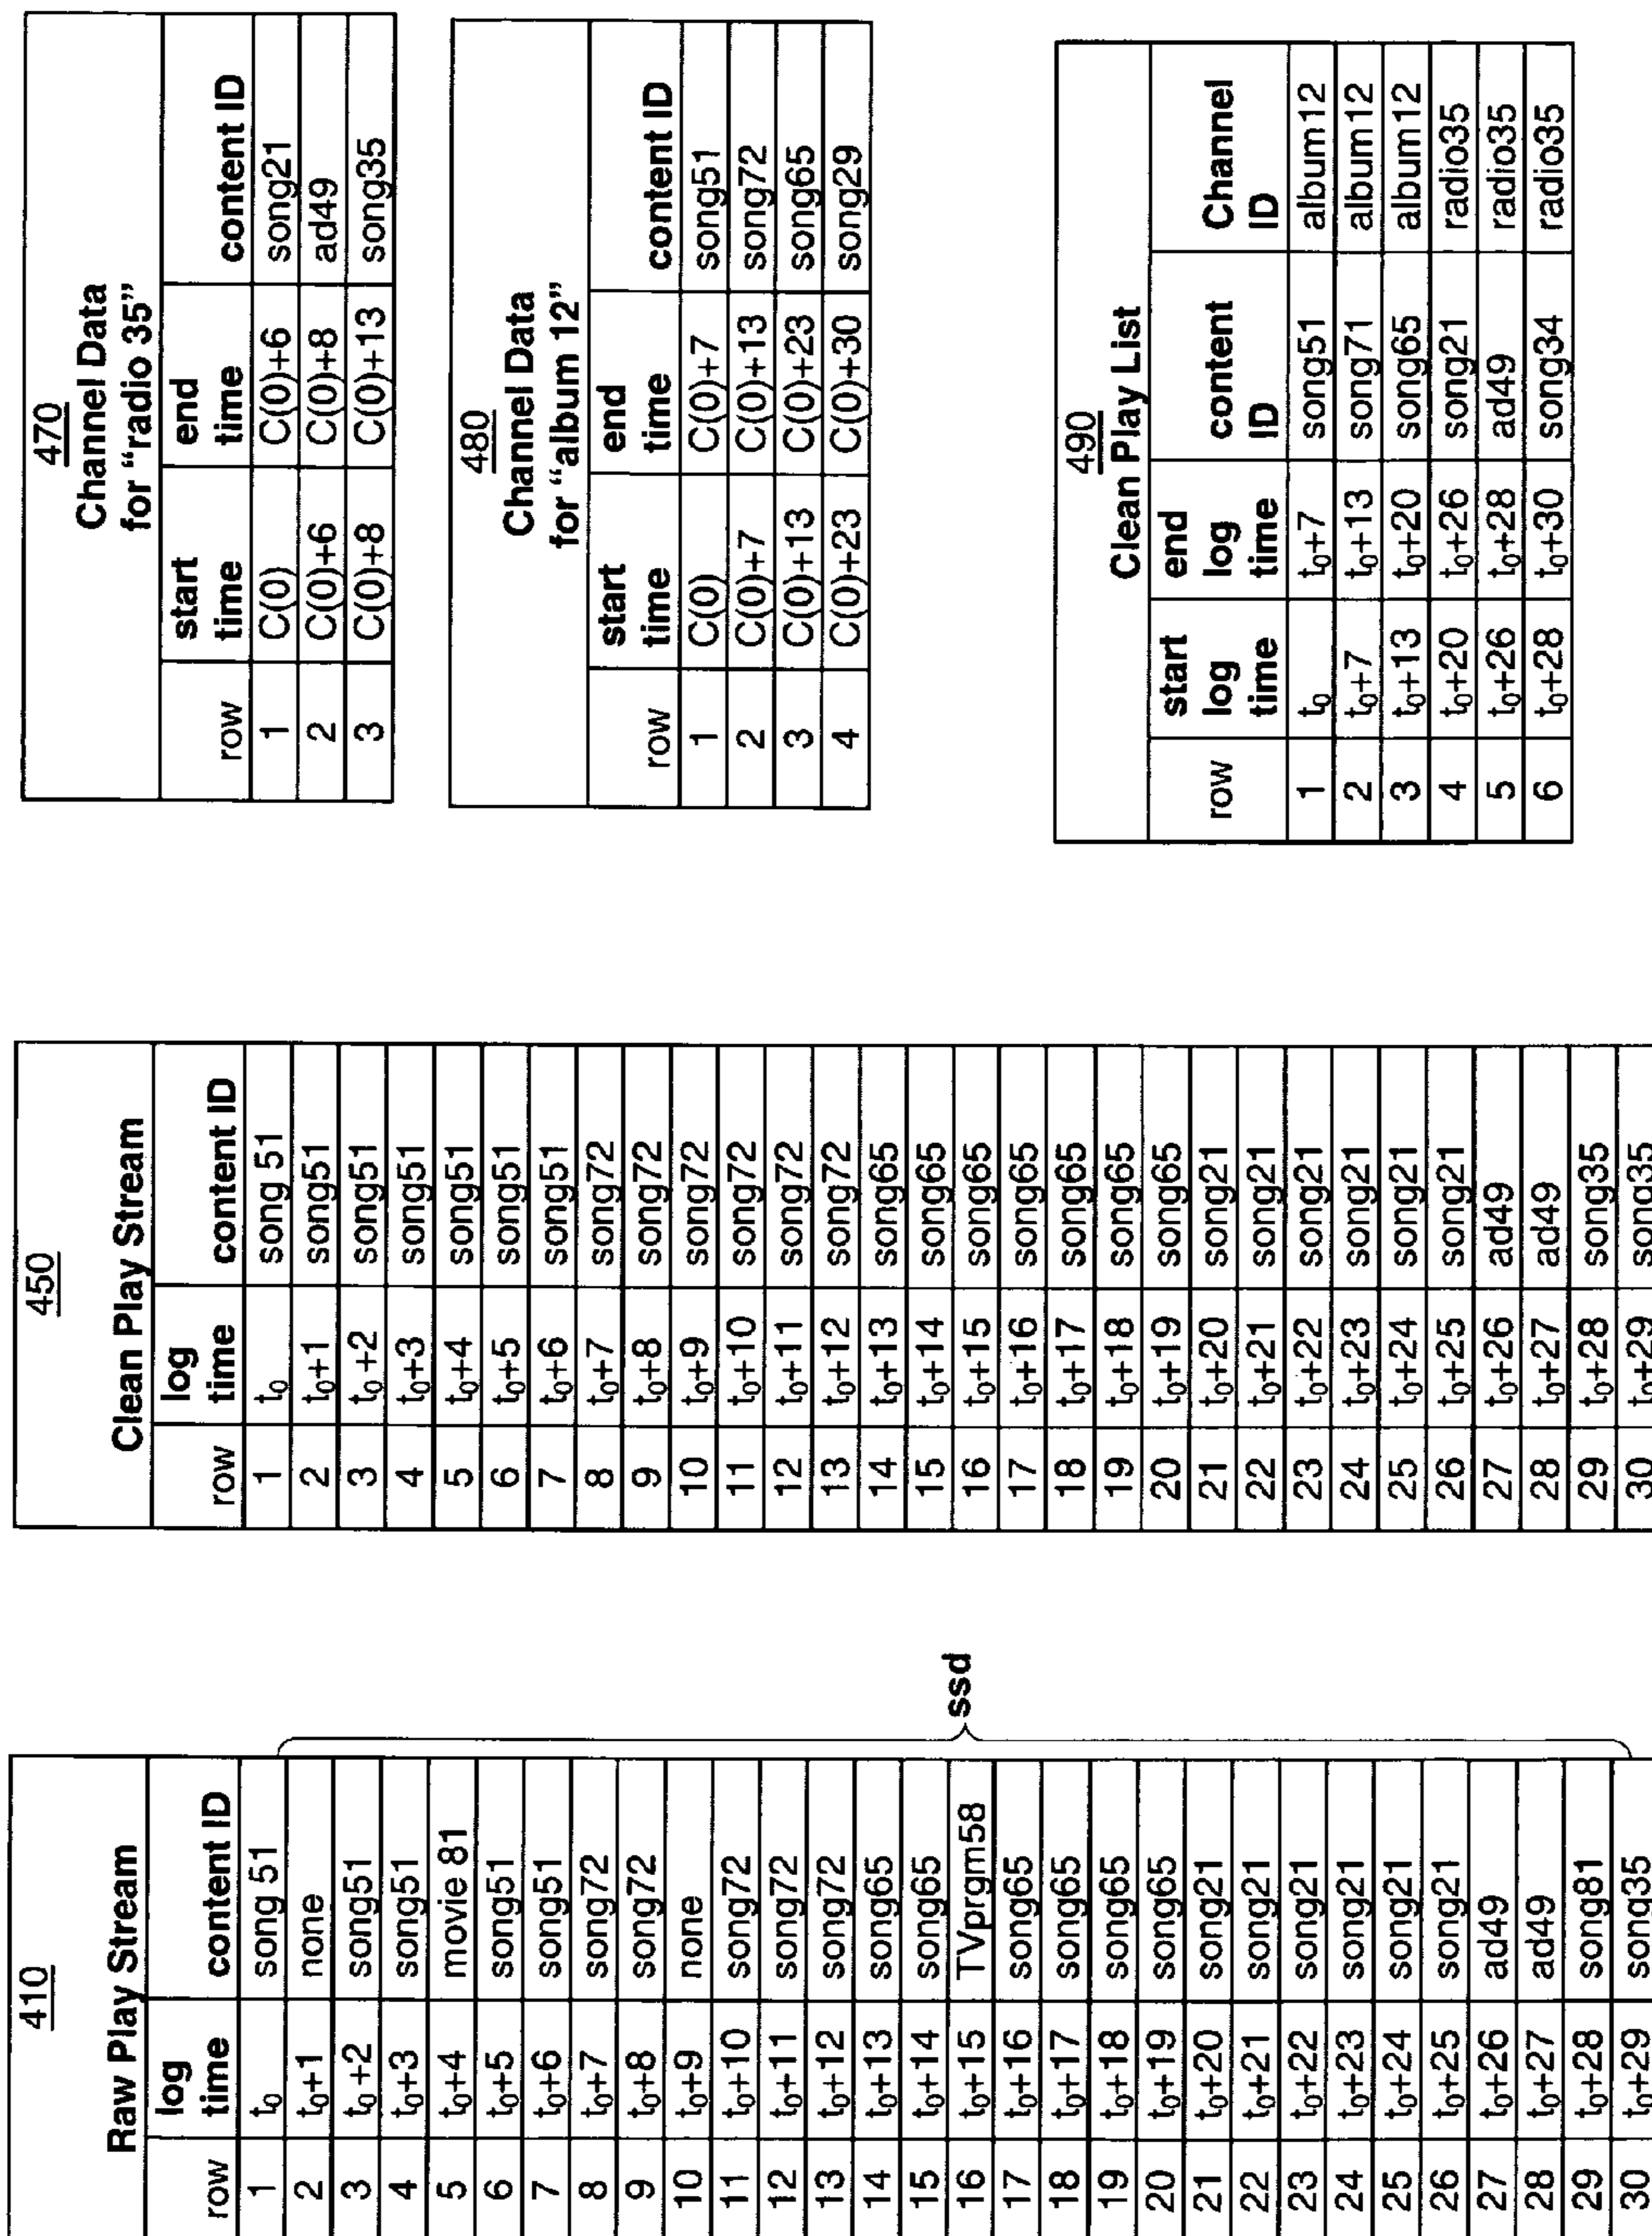 410
Raw Play Stream
row log time content ID
1 t0 song 51
2 t0+1 none
3 t0 +2 song51
4 t0+3 song51
5 t0+4 movie 81
6 t0+5 song51
7 t0+6 song51
8 t0+7 song72
9 t0+8 song72
10 t0+9 none
11 t0+10 song72
12 t0+11 song72
13 t0+12 song72
14 t0+13 song65
15 t0+14 song65
16 t0+15 TVprgm58
17 t0+16 song65
18 t0+17 song65
19 t0+18 song65
20 t0+19 song65
21 t0+20 song21
22 t0+21 song21
23 t0+22 song21
24 t0+23 song21
25 t0+24 song21
26 t0+25 song21
27 t0+26 ad49
28 t0+27 ad49
29 t0+28 song81
30 t0+29 song35
ssd
450
Clean Play Stream
row log time content ID
1 t0 song 51
2 t0+1 song51
3 t0+2 song51
4 t0+3 song51
5 t0+4 song51
6 t0+5 song51
7 t0+6 song51
8 t0+7 song72
9 t0+8 song72
10 t0+9 song72
11 t0+10 song72
12 t0+11 song72
13 t0+12 song72
14 t0+13 song65
15 t0+14 song65
16 t0+15 song65
17 t0+16 song65
18 t0+17 song65
19 t0+18 song65
20 t0+19 song65
21 t0+20 song21
22 t0+21 song21
23 t0+22 song21
24 t0+23 song21
25 t0+24 song21
26 t0+25 song21
27 t0+26 ad49
28 t0+27 ad49
29 t0+28 song35
30 t0+29 song35
470
Channel Data
for “radio 35”
row start time end time content ID
1 C(0) C(0)+6 song21
2 C(0)+6 C(0)+8 ad49
3 C(0)+8 C(0)+13 song35
480
Channel Data
for “album 12”
row start time end time content ID
1 C(0) C(0)+7 song51
2 C(0)+7 C(0)+13 song72
3 C(0)+13 C(0)+23 song65
4 C(0)+23 C(0)+30 song29
490
Clean Play List
row start log time end log time content ID Channel ID
1 t0 t0+7 song51 album12
2 t0+7 t0+13 song71 album12
3 t0+13 t0+20 song65 album12
4 t0+20 t0+26 song21 radio35
5 t0+26 t0+28 ad49 radio35
6 t0+28 t0+30 song34 radio35